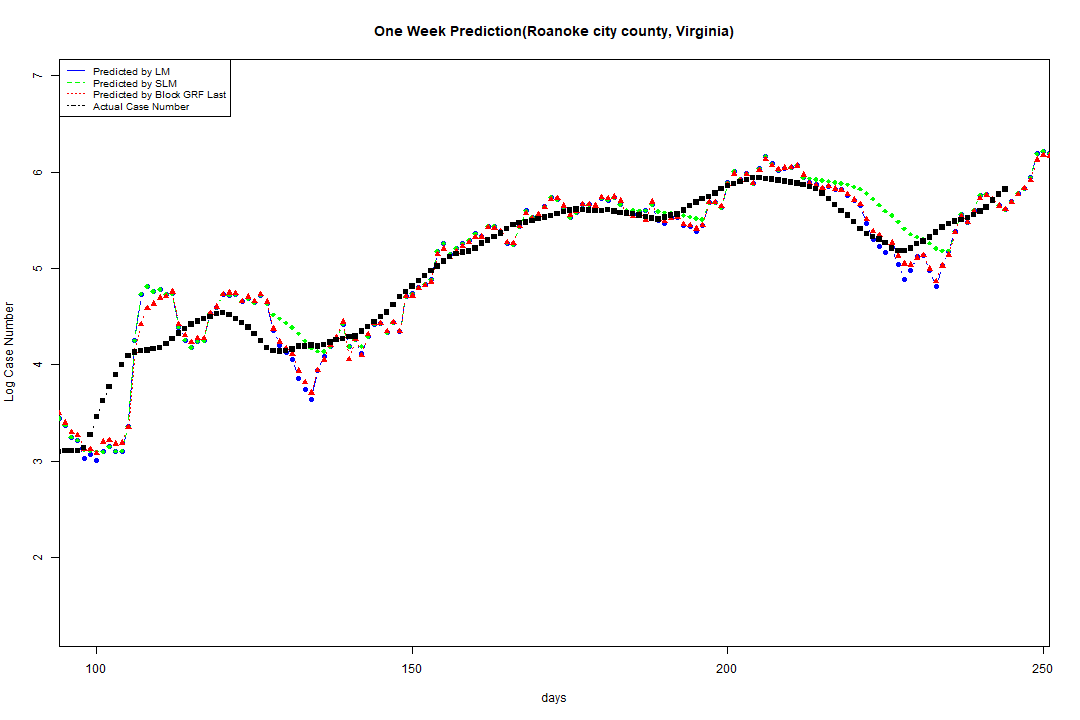 One Week Prediction(Roanoke city county, Virginia)
Predicted by LM
Predicted by SLM
Predicted by Block GRF Last
Actual Case Number
Log Case Number
7
6
5
4
3
2
100 150 200 250
days